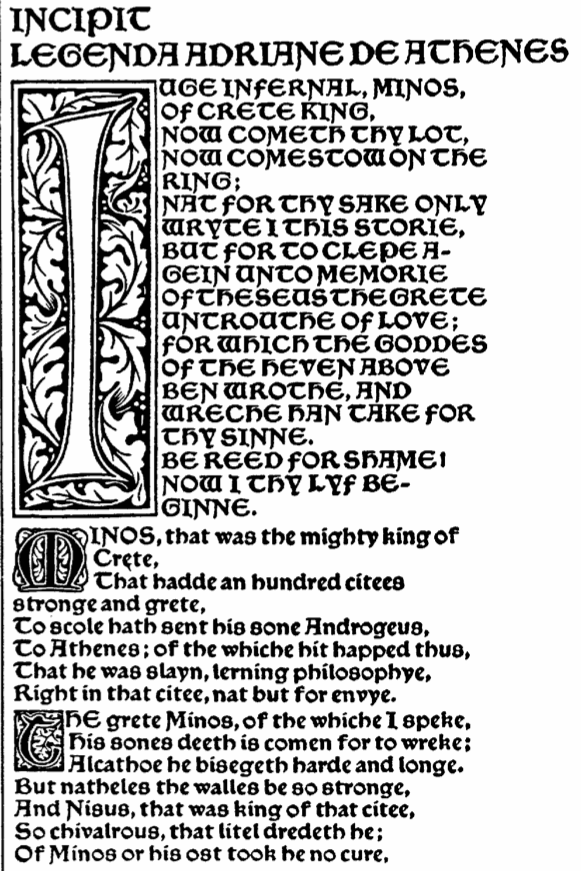 INCIPIT
LEGENDA ADRIANE DE ATHENES
IUGE INFERNAL, MINOS,
OF CRETE KING,
NOW COMETH THY LOT,
NOW COMESTOW ON THE
RING;
NAT FOR THY SAKE ONLY
WRYTE I THIS STORIE,
BUT FOR TO CLEPE A-
GEIN UNTO MEMORIE
OF THESEUS THE GRETE
UNTROUTHE OF LOVE;
FOR WHICH THE GODDES
OF THE HEVEN ABOVE
BEN WROTHE, AND
WRECHE HAN TAKE FOR
THY SINNE.
BE REED FOR SHAME!
NOW I THY LYF BE-
GINNE.
MINOS, that was the mighty king of
Crete,
That hadde an hundred citees
stronge and grete,
To scole hath sent his sone Androgeus,
To Athenes; of the whiche hit happed thus,
That he was slayn, lerning philosophye,
Right in that citee, nat but for envye.
THE grete Minos, of the whiche I speke,
His sones deeth is comen for to wreke;
Alcathoe he bisegeth harde and longe.
But natheles the walles be so stronge,
And Nisus, that was king of that citee,
So chivalrous, that litel dredeth he;
Of Minos or his ost took he no cure,